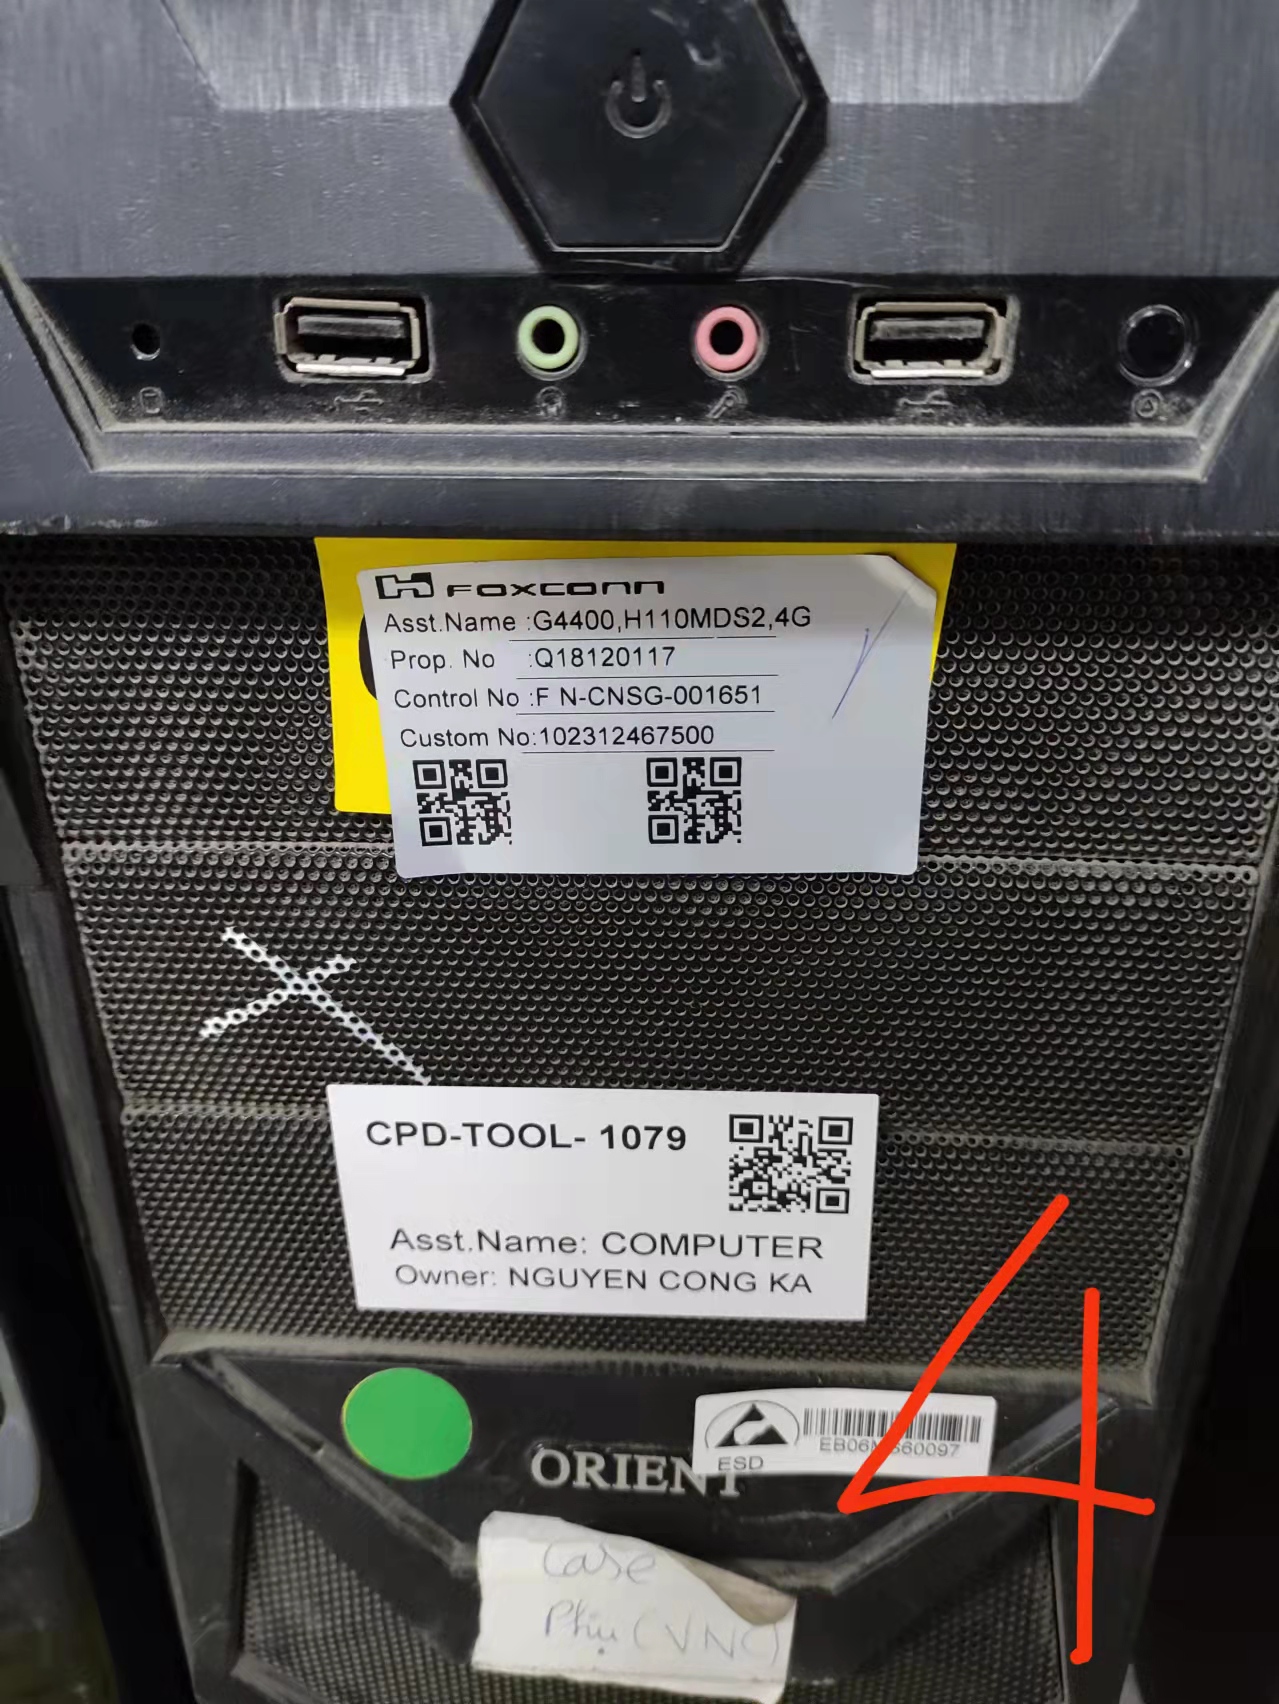 FOXCONN
Asst.Name :G4400,H110MDS2,4G
Prop. No :Q18120117
Control No :F N-CNSG-001651
Custom No:102312467500
CPD-TOOL- 1079
Asst.Name: COMPUTER
Owner: NGUYEN CONG KA
ESD
ORIENT
Case
Phụ (VNC)
4